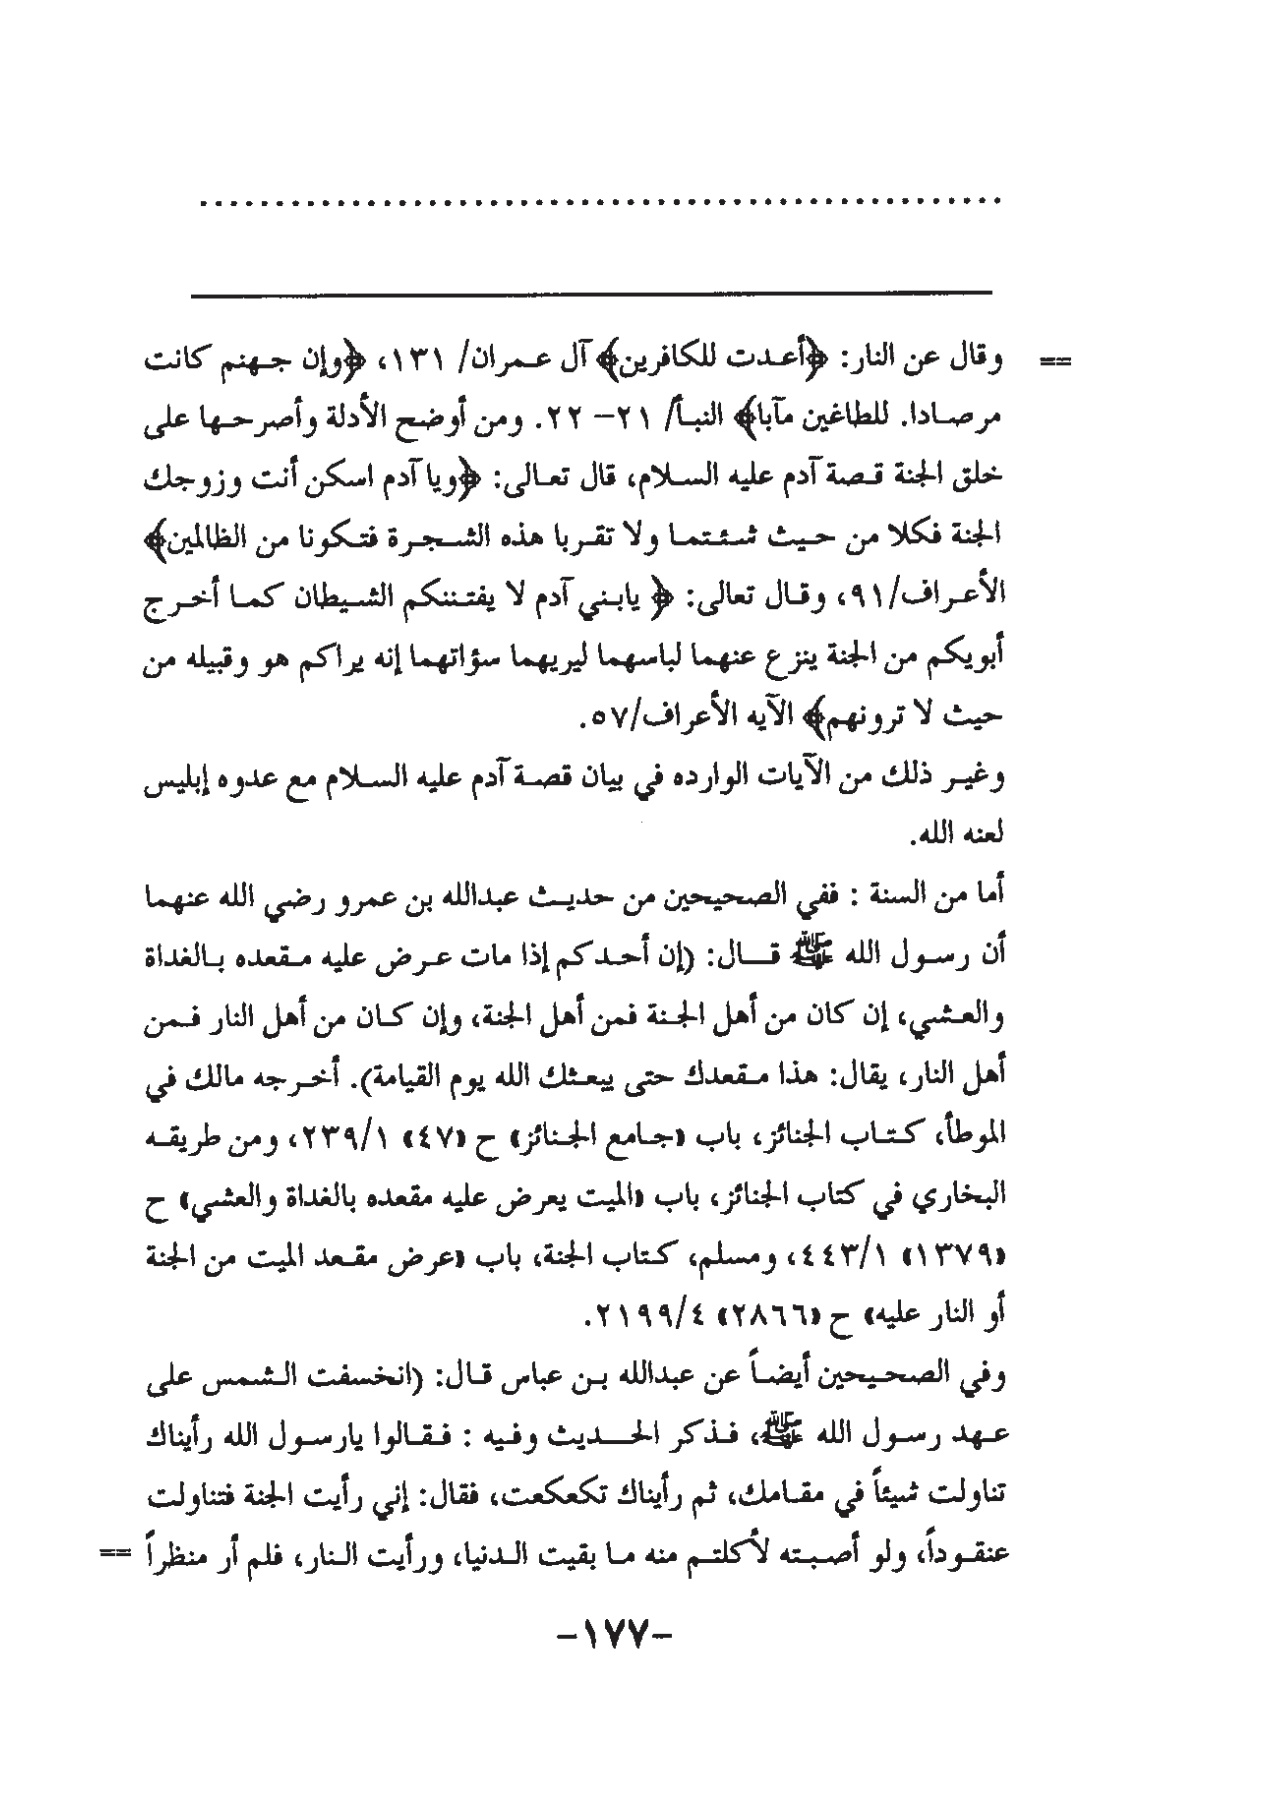 ....................................................
== وقال عن النار: ﴿أعدت للكافرين﴾ آل عمران/ ١٣١، ﴿وإن جهنم كانت
مرصادا. للطاغين مآبا﴾ النبأ/ ٢١– ٢٢. ومن أوضح الأدلة وأصرحها على
خلق الجنة قصة آدم عليه السلام، قال تعالى: ﴿ويا آدم اسكن أنت وزوجك
الجنة فكلا من حيث شئتما ولا تقربا هذه الشجرة فتكونا من الظالمين﴾
الأعراف/٩١، وقال تعالى: ﴿ يابني آدم لا يفتننكم الشيطان كما أخرج
أبويكم من الجنة ينزع عنهما لباسهما ليريهما سؤاتهما إنه يراكم هو وقبيله من
حيث لا ترونهم﴾ الآيه الأعراف/٥٧.
وغير ذلك من الآيات الوارده في بيان قصة آدم عليه السلام مع عدوه إبليس
لعنه الله.
أما من السنة : ففي الصحيحين من حديث عبدالله بن عمرو رضي الله عنهما
أن رسول الله ﷺ قال: (إن أحدكم إذا مات عرض عليه مقعده بالغداة
والعشي، إن كان من أهل الجنة فمن أهل الجنة، وإن كان من أهل النار فمن
أهل النار، يقال: هذا مقعدك حتى يبعثك الله يوم القيامة). أخرجه مالك في
الموطأ، كتاب الجنائز، باب «جامع الجنائز» ح «٤٧» ٢٣٩/١، ومن طريقه
البخاري في كتاب الجنائز، باب «الميت يعرض عليه مقعده بالغداة والعشي» ح
«١٣٧٩» ٤٤٣/١، ومسلم، كتاب الجنة، باب «عرض مقعد الميت من الجنة
أو النار عليه» ح «٢٨٦٦» ٢١٩٩/٤.
وفي الصحيحين أيضاً عن عبدالله بن عباس قال: (انخسفت الشمس على
عهد رسول الله ﷺ، فذكر الحديث وفيه : فقالوا يارسول الله رأيناك
تناولت شيئاً في مقامك، ثم رأيناك تكعكعت، فقال: إني رأيت الجنة فتناولت
عنقوداً، ولو أصبته لأكلتم منه ما بقيت الدنيا، ورأيت النار، فلم أر منظراً ==
–١٧٧–